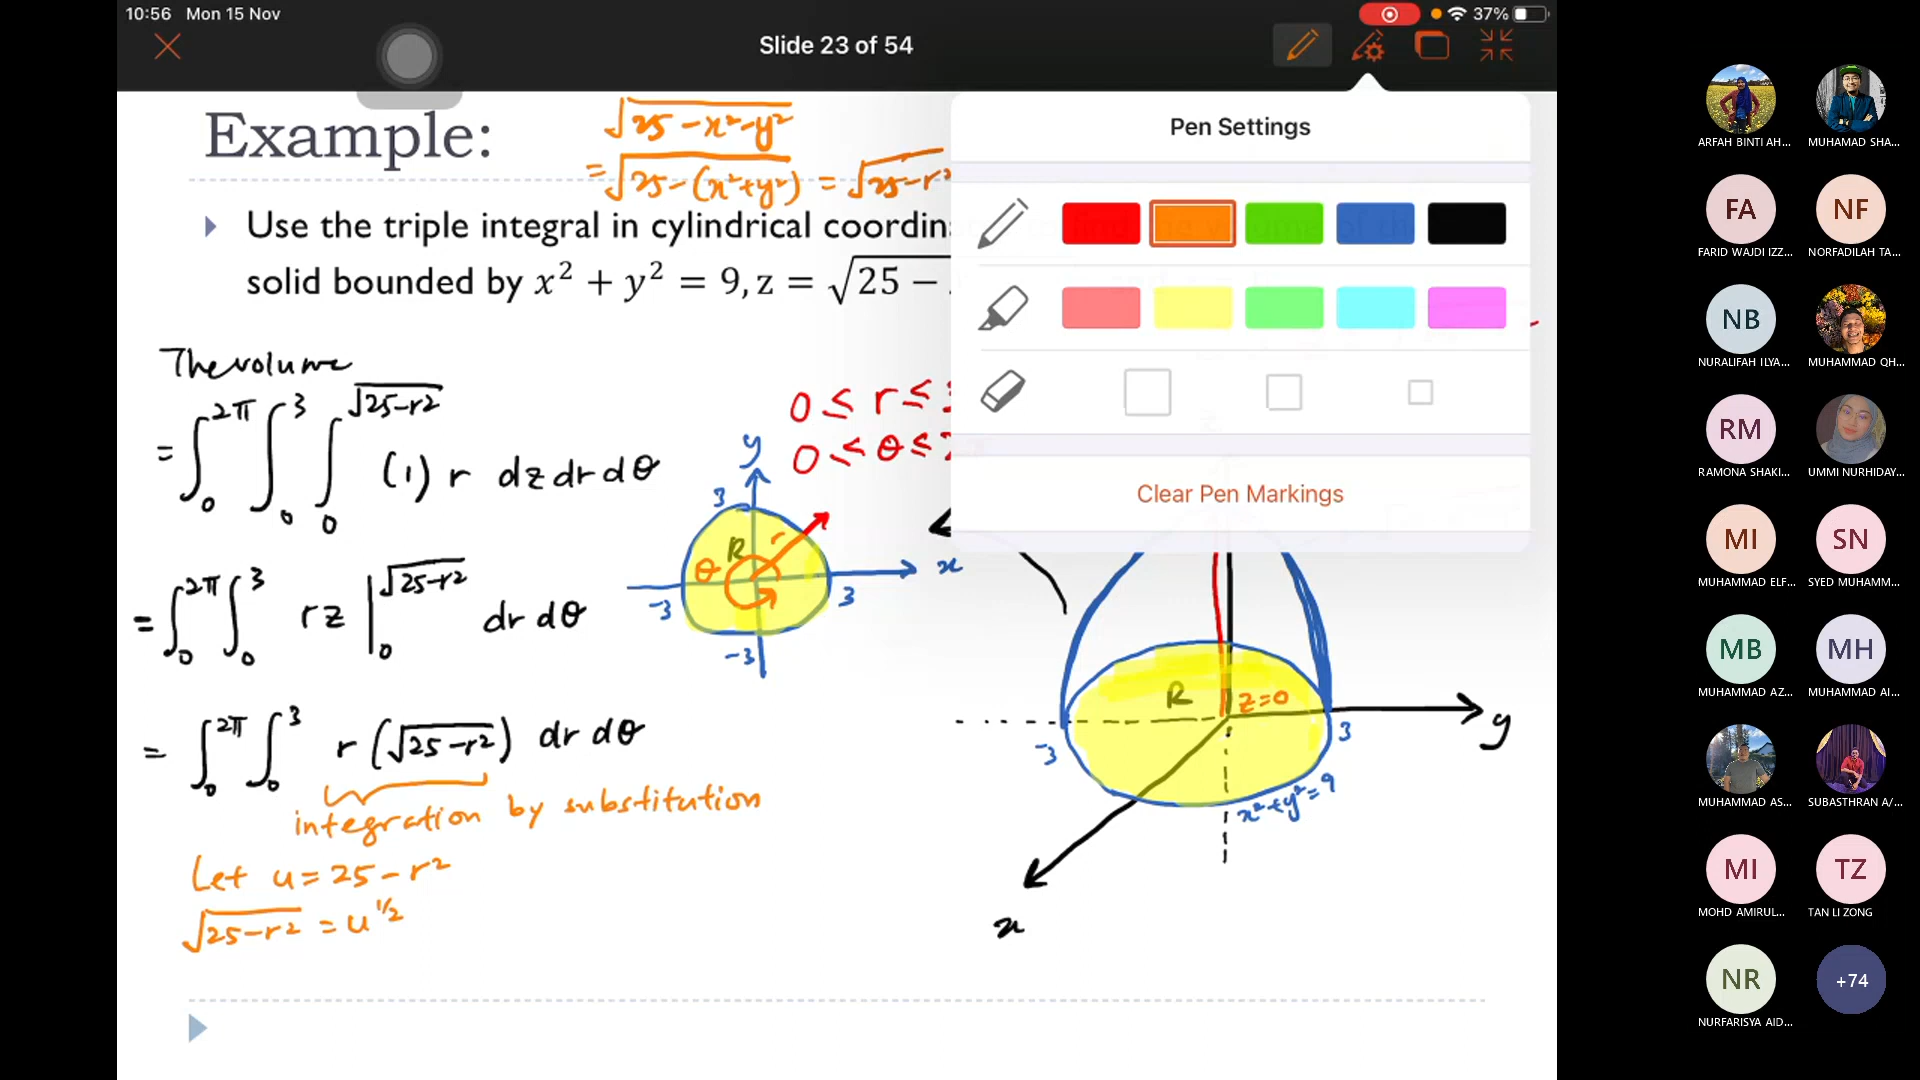 10:56 Mon 15 Nov
37%
Slide 23 of 54
Example:
√25-x²-y²
=√25-(x²+y²) = √25-r²
Pen Settings
Use the triple integral in cylindrical
solid bounded by x² + y² = 9, z = √25 −
Clear Pen Markings
The volume
= ∫₀^2π ∫₀^3 ∫₀^√25-r² (1) r dz dr dθ
0 ≤ r ≤
0 ≤ θ ≤
y
3
R
r
θ
x
-3
3
-3
= ∫₀^2π ∫₀^3 rz |₀^√25-r² dr dθ
= ∫₀^2π ∫₀^3 r (√25-r²) dr dθ
integration by substitution
Let u = 25 - r²
√25-r² = u^1/2
R
z=0
y
-3
3
x²+y²=9
x
ARFAH BINTI AH...
MUHAMAD SHA...
FA
FARID WAJDI IZZ...
NF
NORFADILAH TA...
NB
NURALIFAH ILYA...
MUHAMMAD QH...
RM
RAMONA SHAKI...
UMMI NURHIDAY...
MI
MUHAMMAD ELF...
SN
SYED MUHAMM...
MB
MUHAMMAD AZ...
MH
MUHAMMAD AI...
MUHAMMAD AS...
SUBASTHRAN A/...
MI
MOHD AMIRUL...
TZ
TAN LI ZONG
NR
NURFARISYA AID...
+74